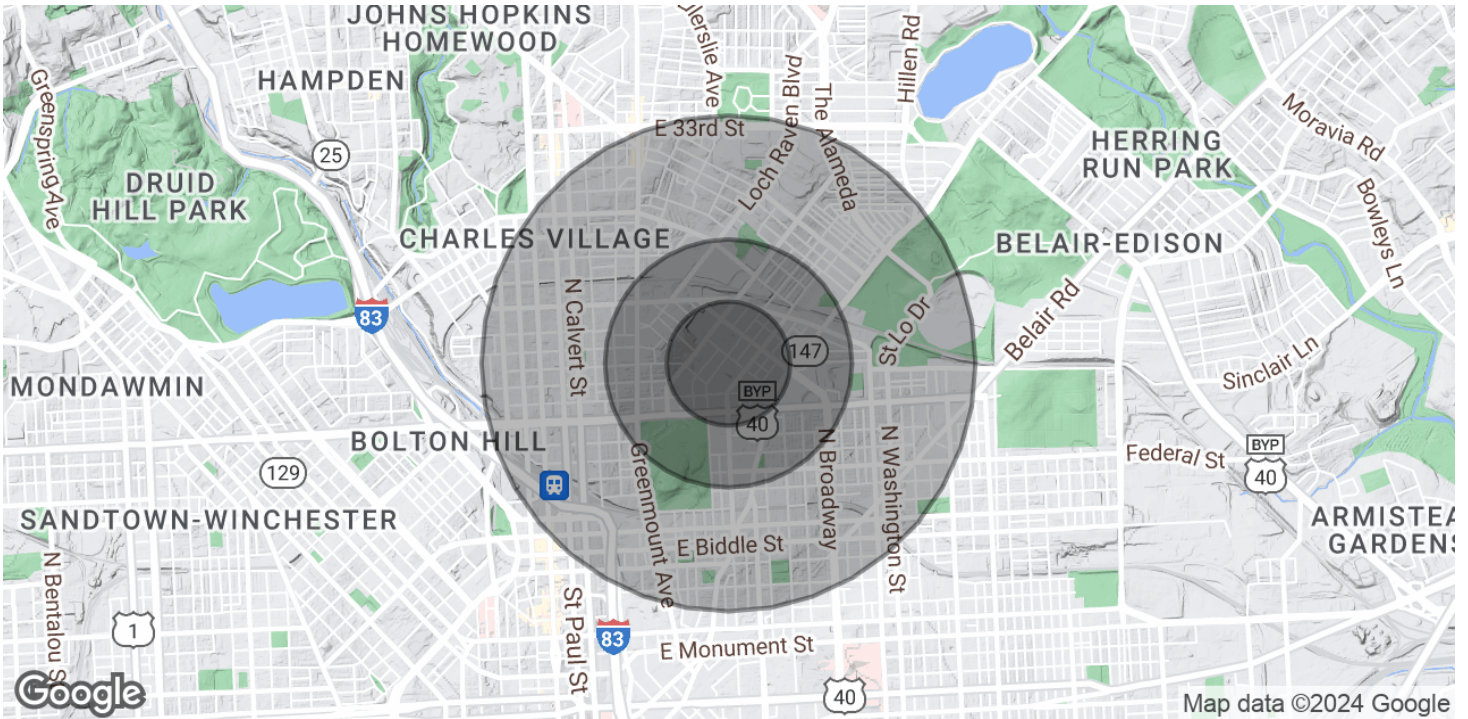 JOHNS HOPKINS
HOMEWOOD
HAMPDEN
Greenspring Ave
25
DRUID
HILL PARK
CHARLES VILLAGE
E 33rd St
Loch Raven Blvd
The Alameda
Hillen Rd
HERRING
RUN PARK
Moravia Rd
Bowleys Ln
BELAIR-EDISON
83
N Calvert St
147
St Lo Dr
Belair Rd
Sinclair Ln
MONDAWMIN
BYP
40
BOLTON HILL
129
Greenmount Ave
N Broadway
N Washington St
Federal St
BYP
40
SANDTOWN-WINCHESTER
E Biddle St
ARMISTEA
GARDENS
N Bentalou S
1
St Paul St
83
E Monument St
40
Google
Map data ©2024 Google